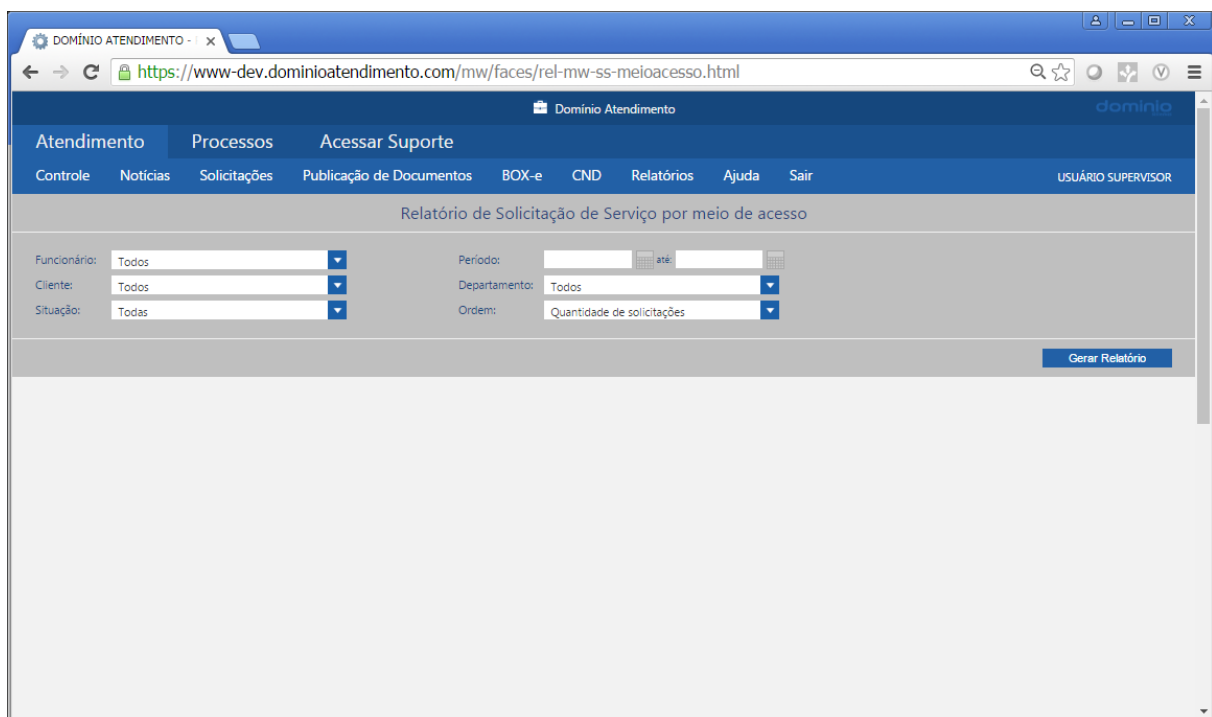 DOMÍNIO ATENDIMENTO -
https://www-dev.dominioatendimento.com/mw/faces/rel-mw-ss-meioacesso.html
Domínio Atendimento dominio
Atendimento Processos Acessar Suporte
Controle Notícias Solicitações Publicação de Documentos BOX-e CND Relatórios Ajuda Sair USUÁRIO SUPERVISOR
Relatório de Solicitação de Serviço por meio de acesso
Funcionário: Todos Período: até:
Cliente: Todos Departamento: Todos
Situação: Todas Ordem: Quantidade de solicitações
Gerar Relatório